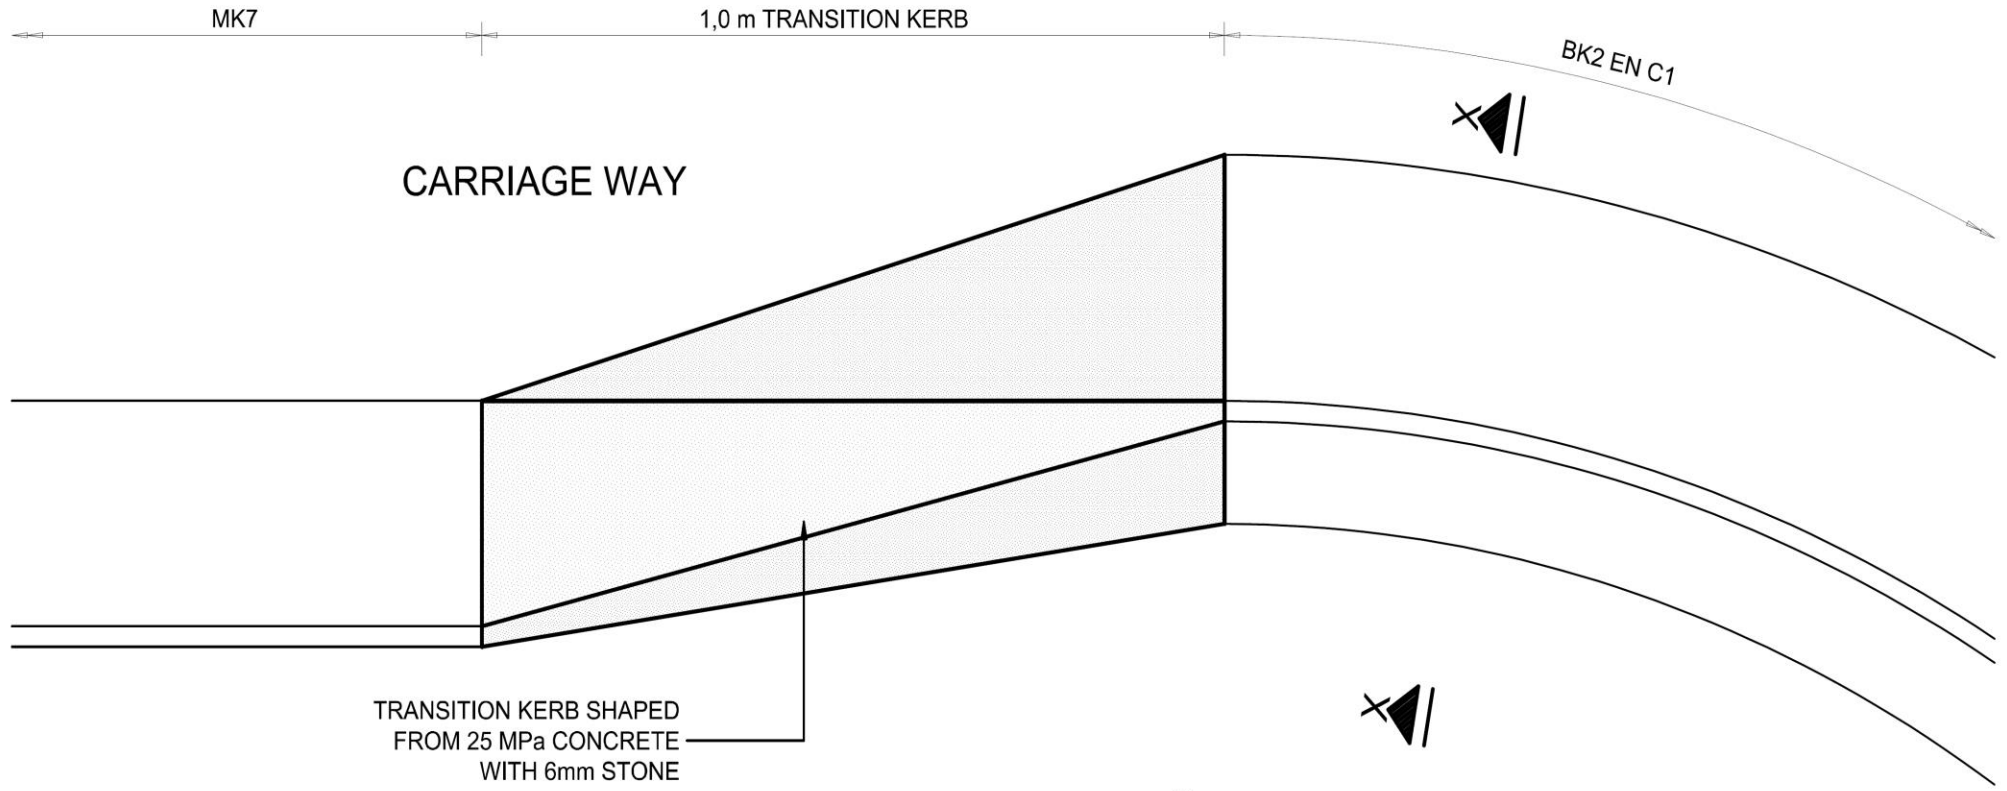 MK7
1,0 m TRANSITION KERB
BK2 EN C1
X
CARRIAGE WAY
X
TRANSITION KERB SHAPED
FROM 25 MPa CONCRETE
WITH 6mm STONE